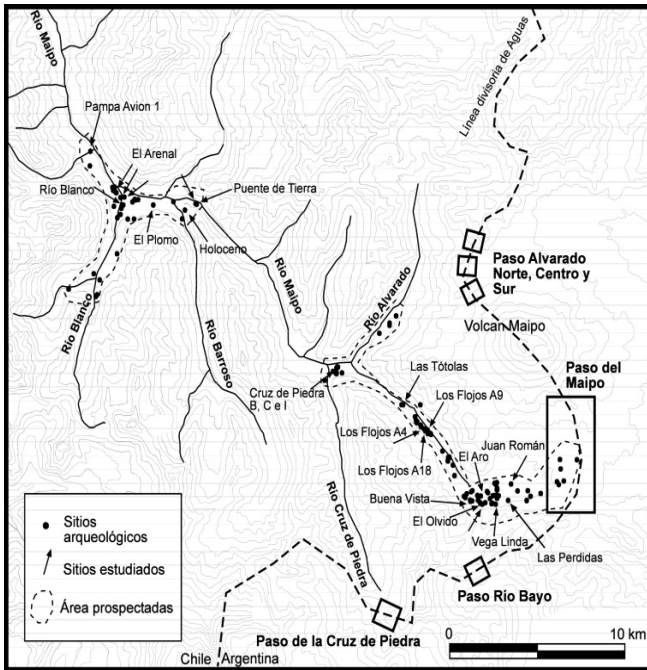 Río Maipo
Línea divisoria de Aguas
Pampa Avion 1
El Arenal
Río Blanco
Puente de Tierra
El Plomo
Holoceno
Río Maipo
Río Alvarado
Paso Alvarado
Norte, Centro y
Sur
Río Blanco
Río Barroso
Volcan Maipo
Paso del
Maipo
Las Tótolas
Cruz de Piedra
B, C e I
Los Flojos A9
Los Flojos A4
Juan Román
El Aro
Los Flojos A18
Río Cruz de Piedra
Buena Vista
El Olvido
Vega Linda
Las Perdidas
Sitios
arqueológicos
Sitios estudiados
Área prospectadas
Paso Río Bayo
Paso de la Cruz de Piedra
0 10 km
Chile Argentina